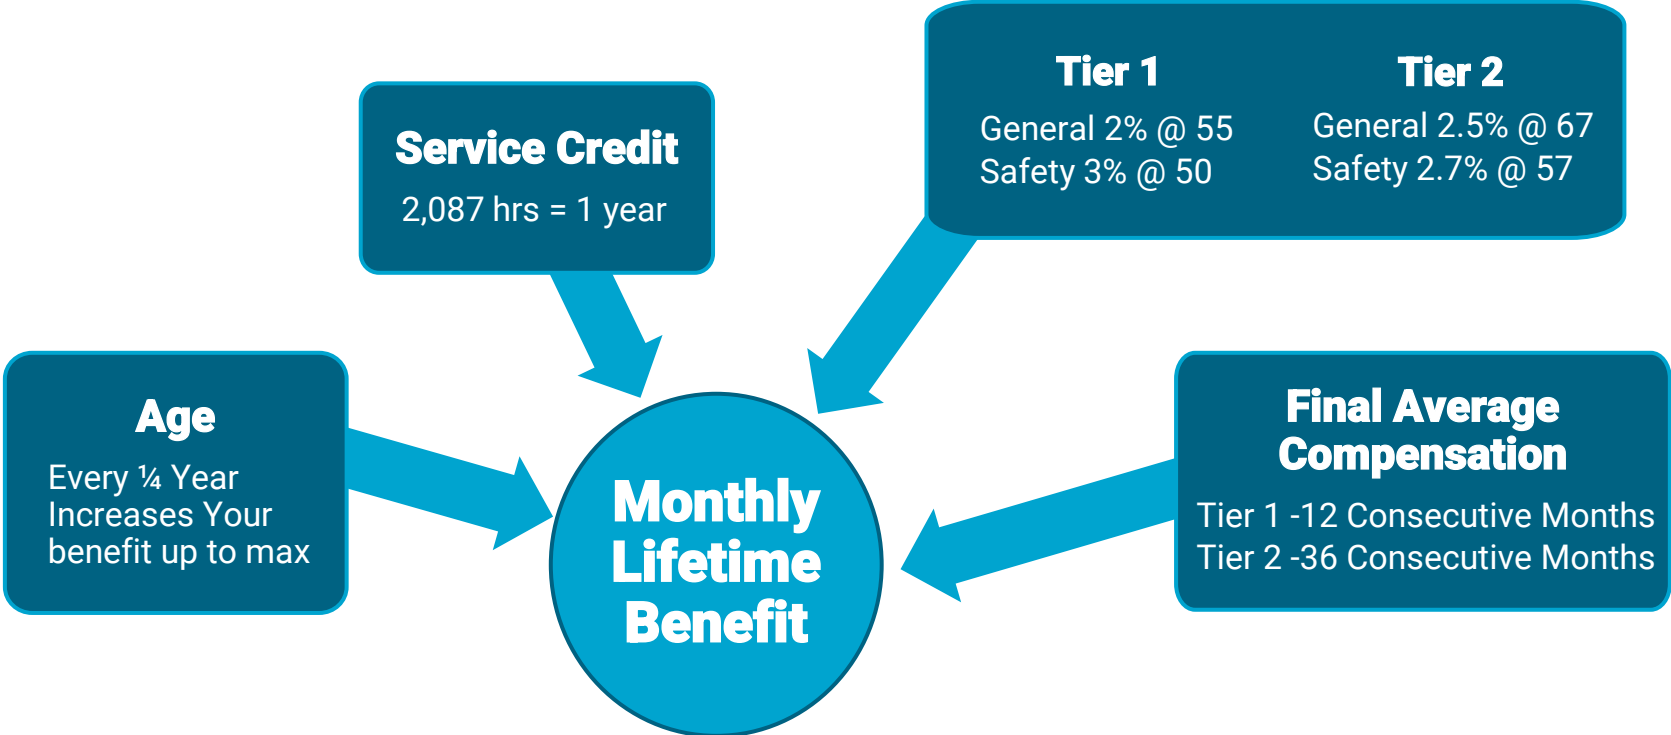 Tier 1
General 2% @ 55
Safety 3% @ 50
Tier 2
General 2.5% @ 67
Safety 2.7% @ 57
Service Credit
2,087 hrs = 1 year
Age
Every ¼ Year
Increases Your
benefit up to max
Final Average
Compensation
Tier 1 -12 Consecutive Months
Tier 2 -36 Consecutive Months
Monthly
Lifetime
Benefit